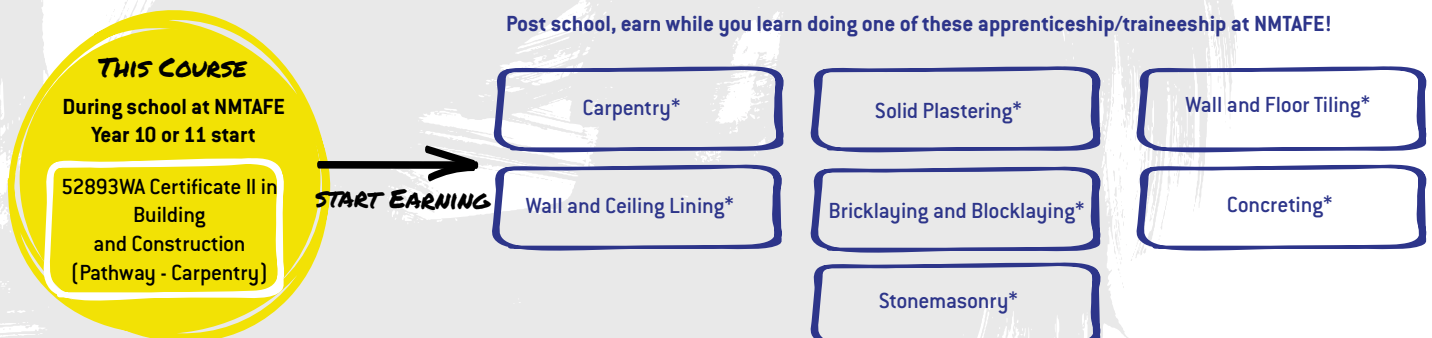 Post school, earn while you learn doing one of these apprenticeship/traineeship at NMTAFE!
THIS COURSE
During school at NMTAFE
Year 10 or 11 start
52893WA Certificate II in
Building
and Construction
(Pathway - Carpentry)
START EARNING
Carpentry*
Solid Plastering*
Wall and Floor Tiling*
Wall and Ceiling Lining*
Bricklaying and Blocklaying*
Concreting*
Stonemasonry*